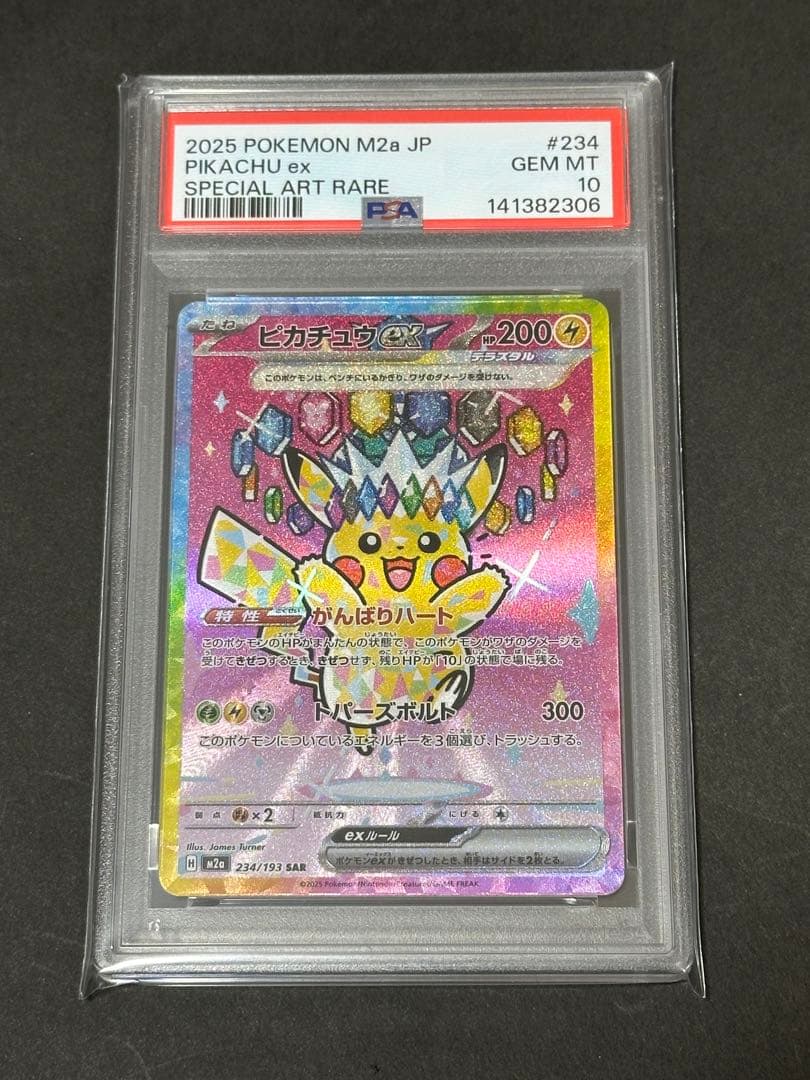 2025 POKEMON M2a JP #234
PIKACHU ex GEM MT
SPECIAL ART RARE 10
PSA 141382306
たね ピカチュウex HP200
テラスタル
このポケモンは、ベンチにいるかぎり、ワザのダメージを受けない。
特性 とくせい がんばりハート
このポケモンのHPがまんたんの状態で、このポケモンがワザのダメージを
受けてきぜつするとき、きぜつせず、残りHPが「10」の状態で場に残る。
トパーズボルト 300
このポケモンについているエネルギーを3個選び、トラッシュする。
弱点 ×2 抵抗力 にげる
exルール
ポケモンexがきぜつしたとき、相手はサイドを2枚とる。
Illus. James Turner
H M2a 234/193 SAR
©2025 Pokémon/Nintendo/Creatures/GAME FREAK